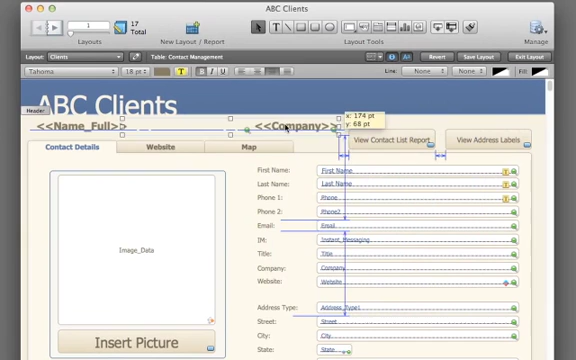 ABC Clients
1
17
Total
Layouts
New Layout / Report
Layout Tools
Manage
Layout:
Clients
Table: Contact Management
Revert
Save Layout
Exit Layout
Tahoma
18 pt
B
I
U
Line:
None
None
Fill:
ABC Clients
Header
<<Name_Full>>
<<Company>>
x: 174 pt
y: 68 pt
View Contact List Report
View Address Labels
Contact Details
Website
Map
Image_Data
Insert Picture
First Name:
First Name
Last Name:
Last Name
Phone 1:
Phone
Phone 2:
Phone2
Email:
Email
IM:
Instant_Messaging
Title:
Title
Company:
Company
Website:
Website
Address Type:
Address_Type1
Street:
Street
City:
City
State:
State